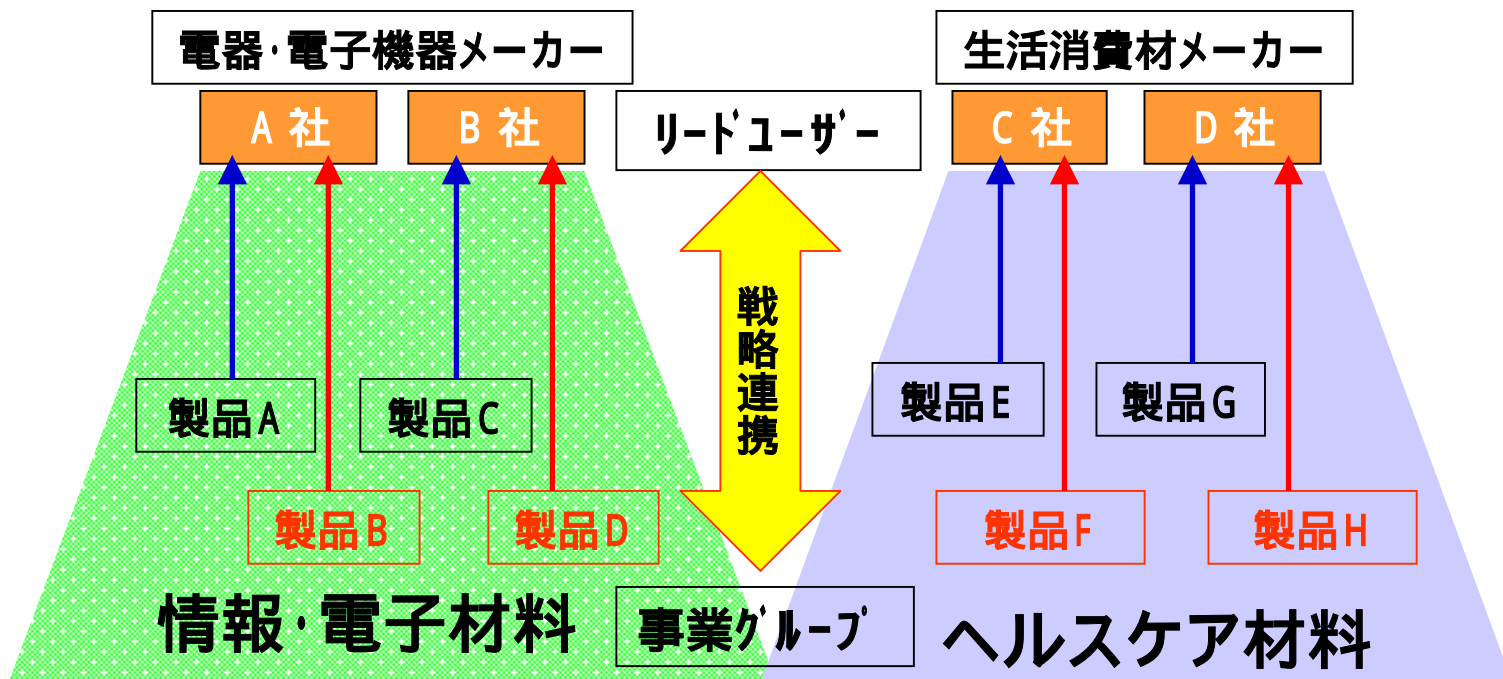 電器・電子機器メーカー
生活消費材メーカー
A 社
B 社
リードユーザー
C 社
D 社
戦略連携
製品A
製品C
製品E
製品G
製品B
製品D
製品F
製品H
情報・電子材料
事業グループ
ヘルスケア材料